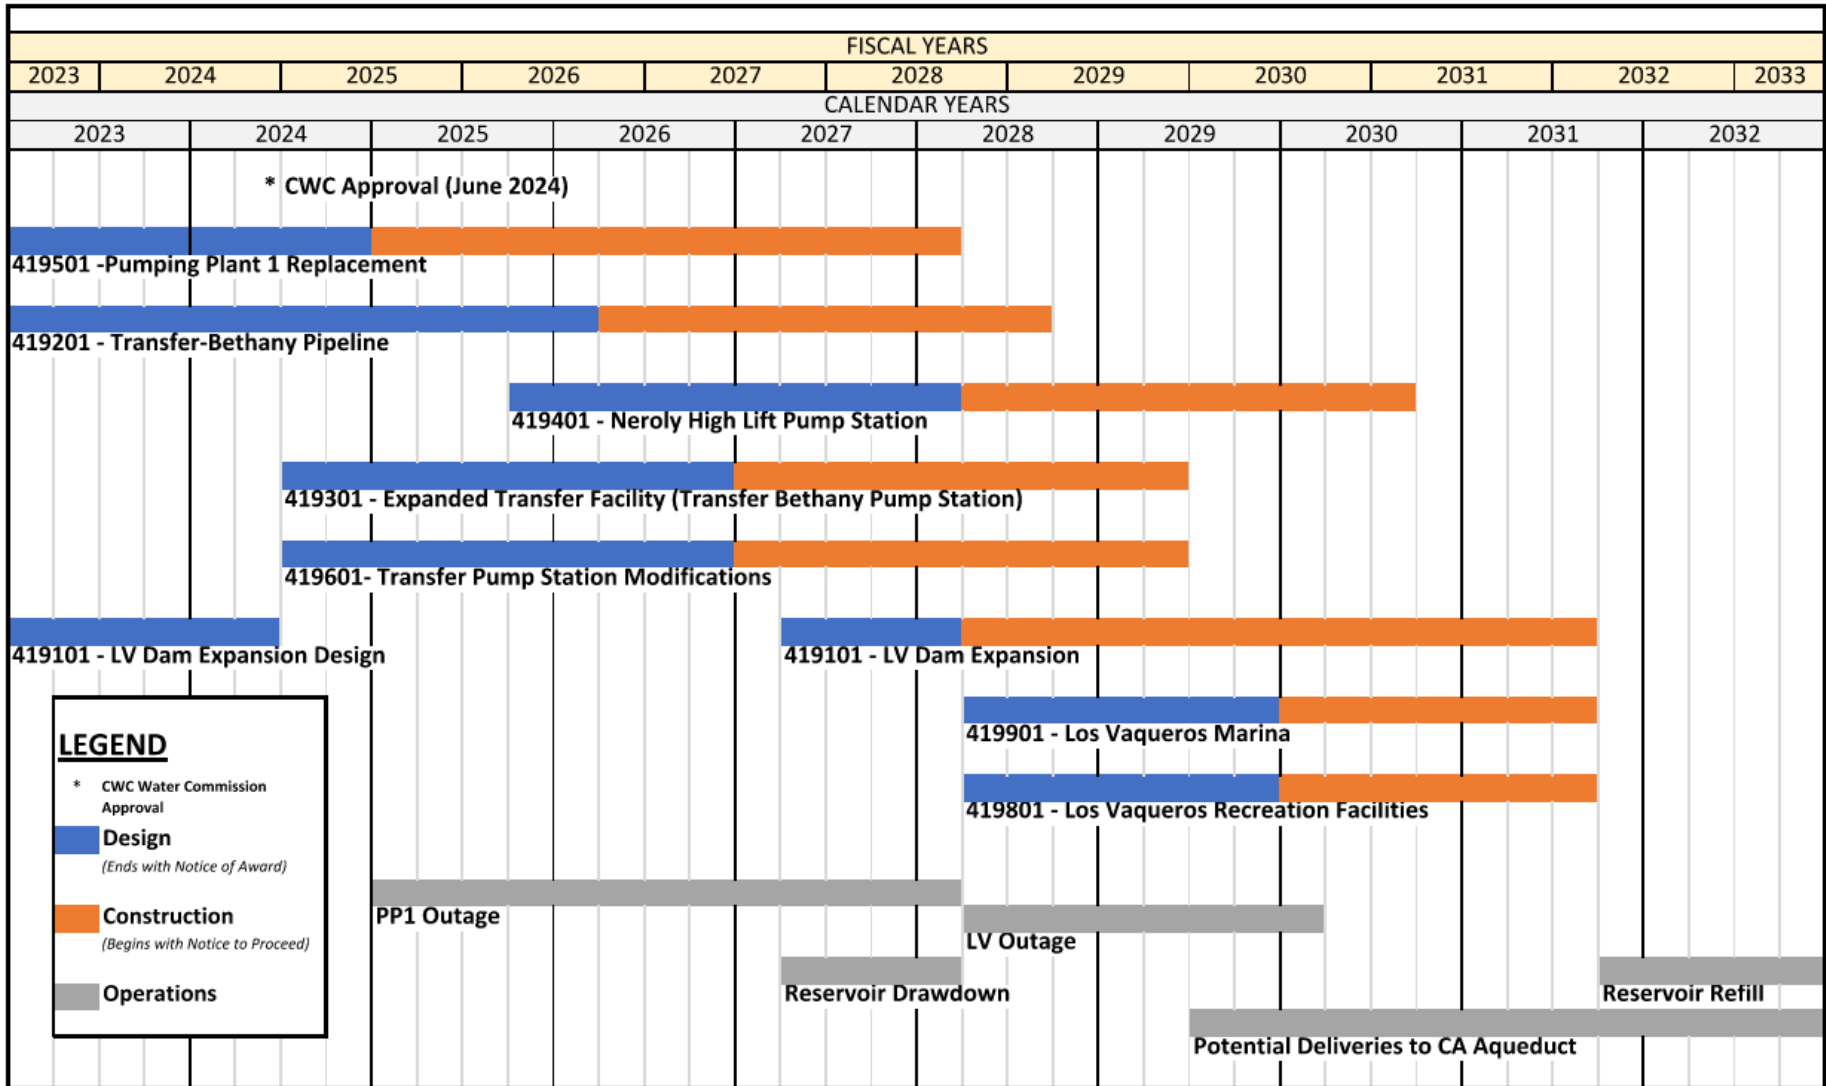 FISCAL YEARS
2023 2024 2025 2026 2027 2028 2029 2030 2031 2032 2033
CALENDAR YEARS
2023 2024 2025 2026 2027 2028 2029 2030 2031 2032
* CWC Approval (June 2024)
419501 -Pumping Plant 1 Replacement
419201 - Transfer-Bethany Pipeline
419401 - Neroly High Lift Pump Station
419301 - Expanded Transfer Facility (Transfer Bethany Pump Station)
419601- Transfer Pump Station Modifications
419101 - LV Dam Expansion Design
419101 - LV Dam Expansion
419901 - Los Vaqueros Marina
419801 - Los Vaqueros Recreation Facilities
PP1 Outage
LV Outage
Reservoir Drawdown
Reservoir Refill
Potential Deliveries to CA Aqueduct
LEGEND
* CWC Water Commission
Approval
Design
(Ends with Notice of Award)
Construction
(Begins with Notice to Proceed)
Operations